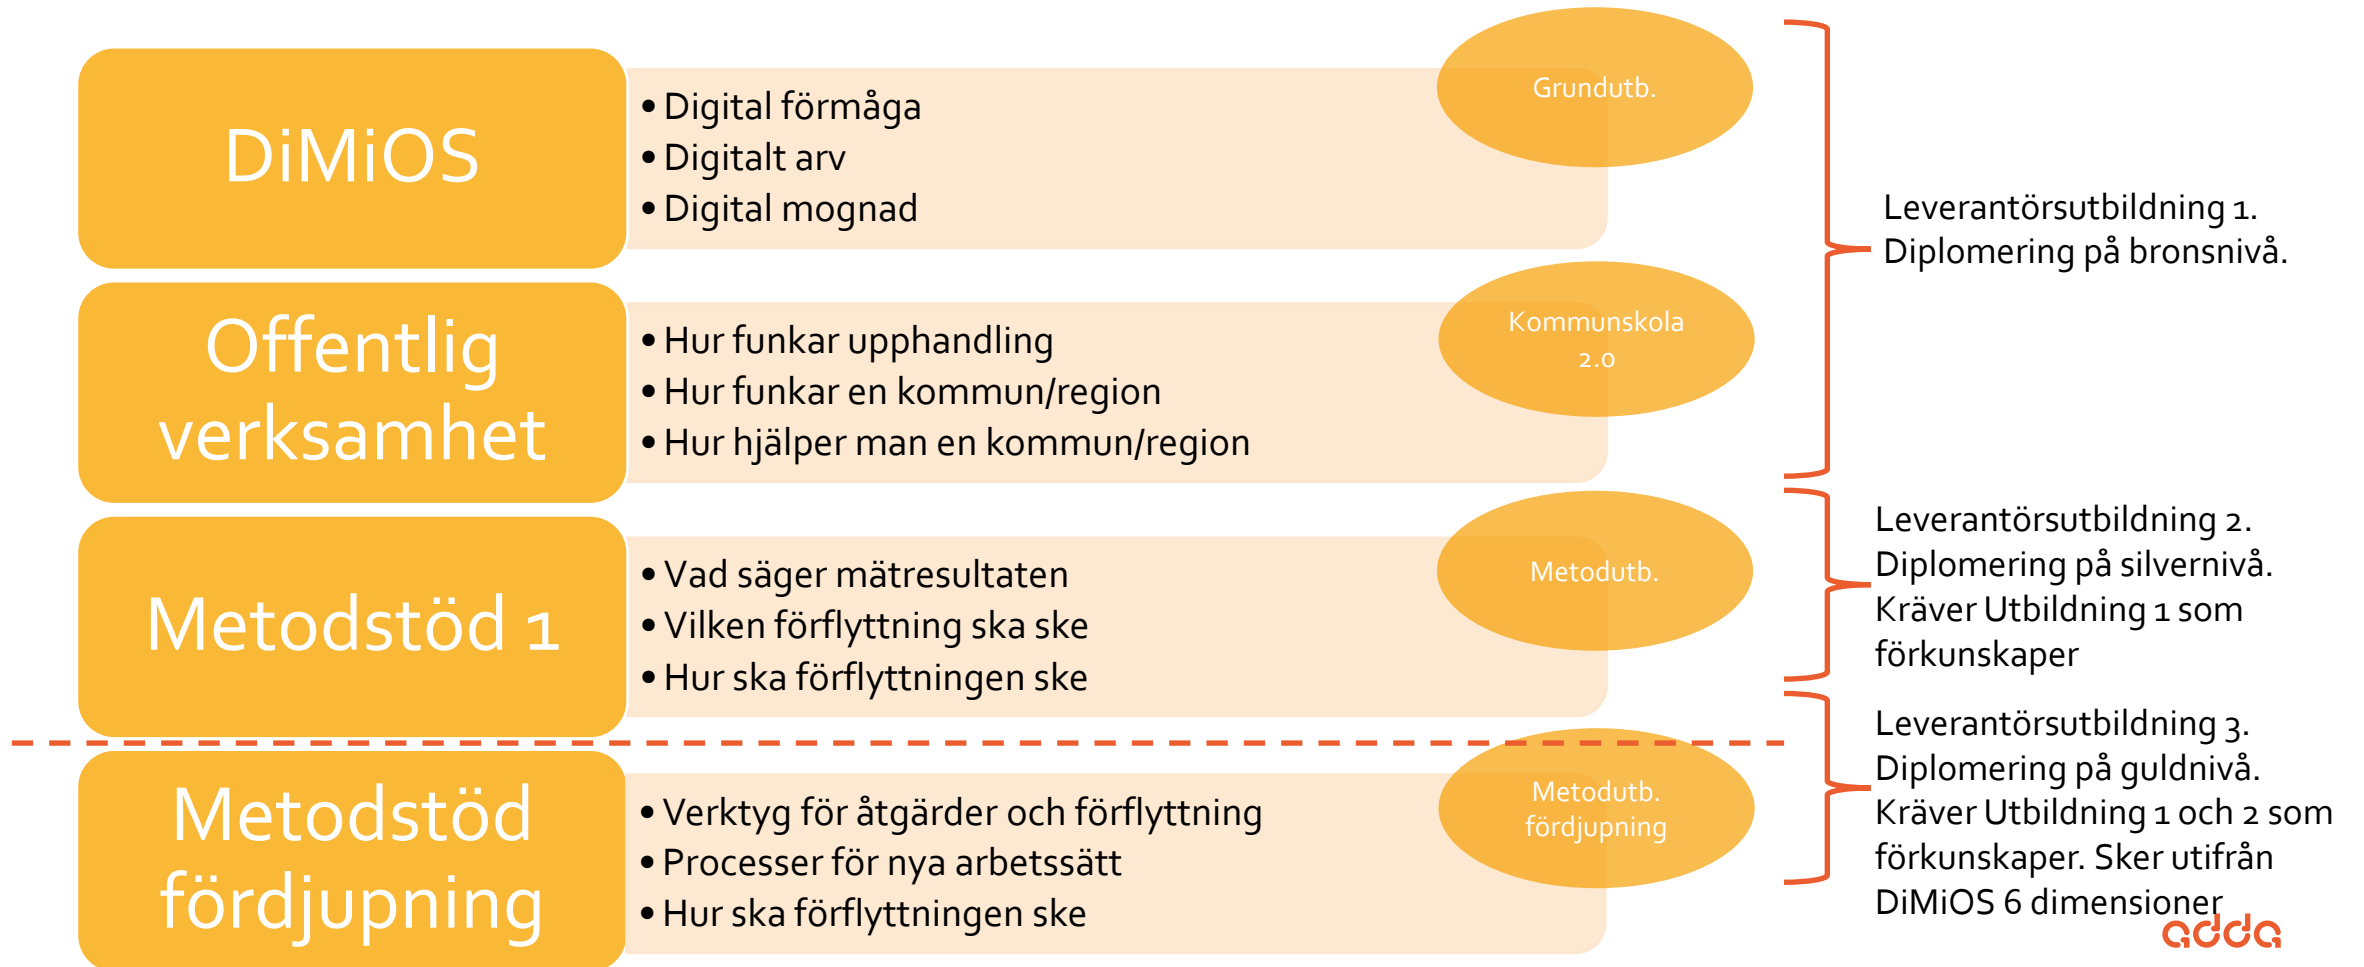 DiMiOS
• Digital förmåga
• Digitalt arv
• Digital mognad
Grundutb.
Offentlig
verksamhet
• Hur funkar upphandling
• Hur funkar en kommun/region
• Hur hjälper man en kommun/region
Kommunskola
2.0
Leverantörsutbildning 1.
Diplomering på bronsnivå.
Metodstöd 1
• Vad säger mätresultaten
• Vilken förflyttning ska ske
• Hur ska förflyttningen ske
Metodutb.
Leverantörsutbildning 2.
Diplomering på silvernivå.
Kräver Utbildning 1 som
förkunskaper
Metodstöd
fördjupning
• Verktyg för åtgärder och förflyttning
• Processer för nya arbetssätt
• Hur ska förflyttningen ske
Metodutb.
fördjupning
Leverantörsutbildning 3.
Diplomering på guldnivå.
Kräver Utbildning 1 och 2 som
förkunskaper. Sker utifrån
DiMiOS 6 dimensioner
adda